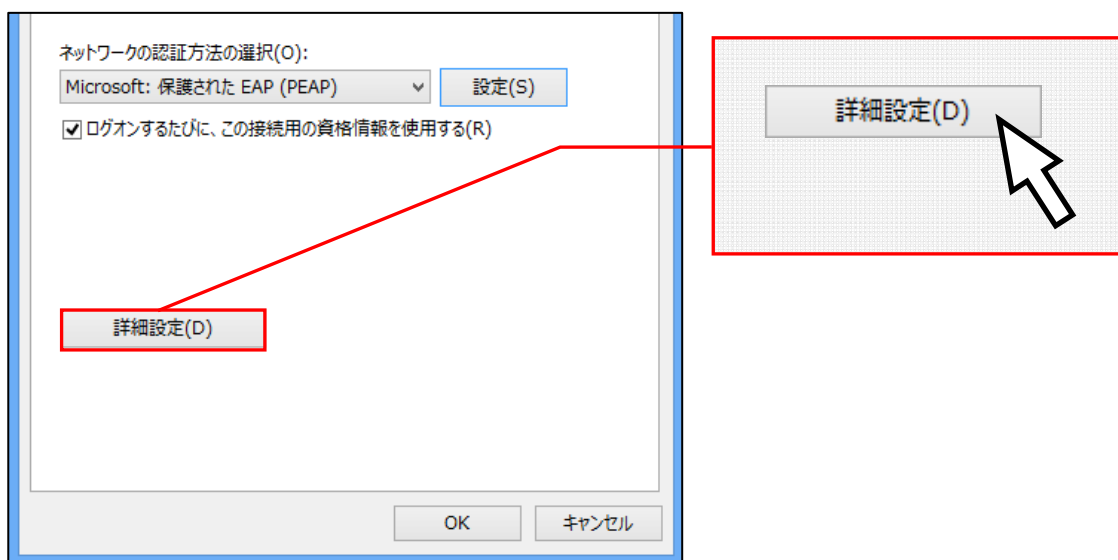 ネットワークの認証方法の選択(O):
Microsoft: 保護された EAP (PEAP)
設定(S)
ログオンするたびに、この接続用の資格情報を使用する(R)
詳細設定(D)
詳細設定(D)
OK
キャンセル